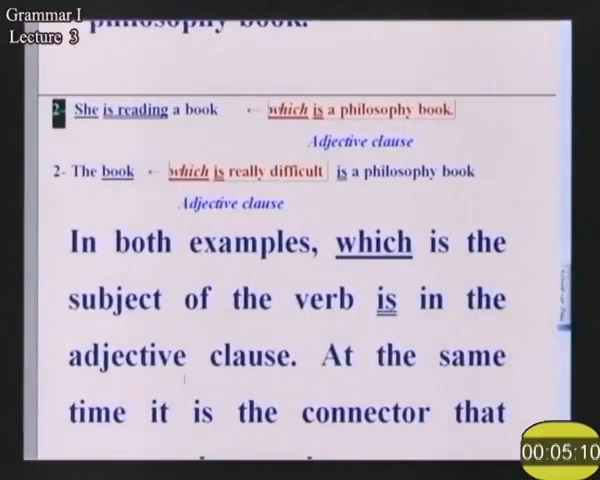 Grammar I
Lecture 3
philosophy book.
2- She is reading a book ← which is a philosophy book.
Adjective clause
2- The book ← which is really difficult is a philosophy book
Adjective clause
In both examples, which is the
subject of the verb is in the
adjective clause. At the same
time it is the connector that
00:05:10